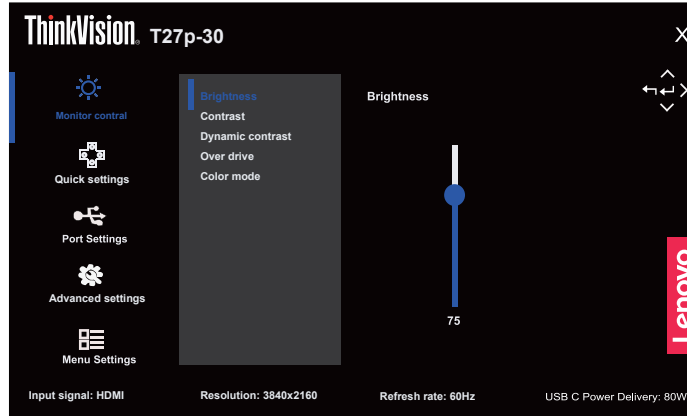 ThinkVision. T27p-30
X
Monitor contral
Quick settings
Port Settings
Advanced settings
Menu Settings
Brightness
Contrast
Dynamic contrast
Over drive
Color mode
Brightness
75
Lenovo
Input signal: HDMI
Resolution: 3840x2160
Refresh rate: 60Hz
USB C Power Delivery: 80W